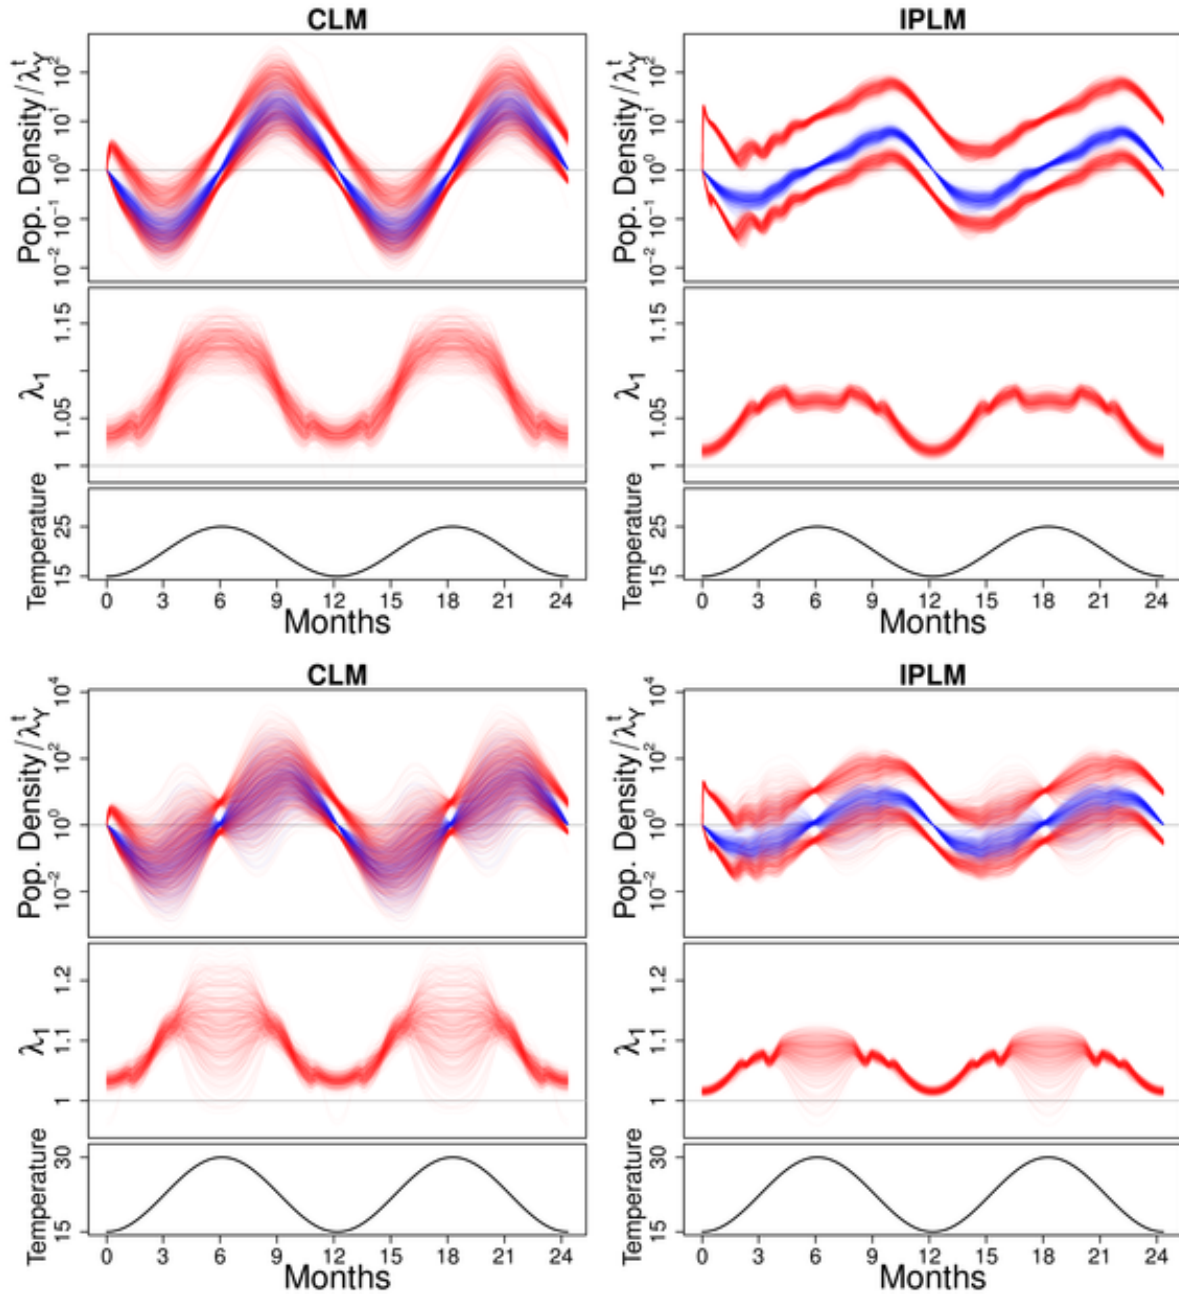 CLM
Pop. Density/λ_Y^t
10^-2 10^-1 10^0 10^1 10^2
λ1
1 1.05 1.15
Temperature
15 25
0 3 6 9 12 15 18 21 24
Months
IPLM
Pop. Density/λ_Y^t
10^-2 10^-1 10^0 10^1 10^2
λ1
1 1.05 1.15
Temperature
15 25
0 3 6 9 12 15 18 21 24
Months
CLM
Pop. Density/λ_Y^t
10^-2 10^0 10^2 10^4
λ1
1 1.1 1.2
Temperature
15 30
0 3 6 9 12 15 18 21 24
Months
IPLM
Pop. Density/λ_Y^t
10^-2 10^0 10^2 10^4
λ1
1 1.1 1.2
Temperature
15 30
0 3 6 9 12 15 18 21 24
Months